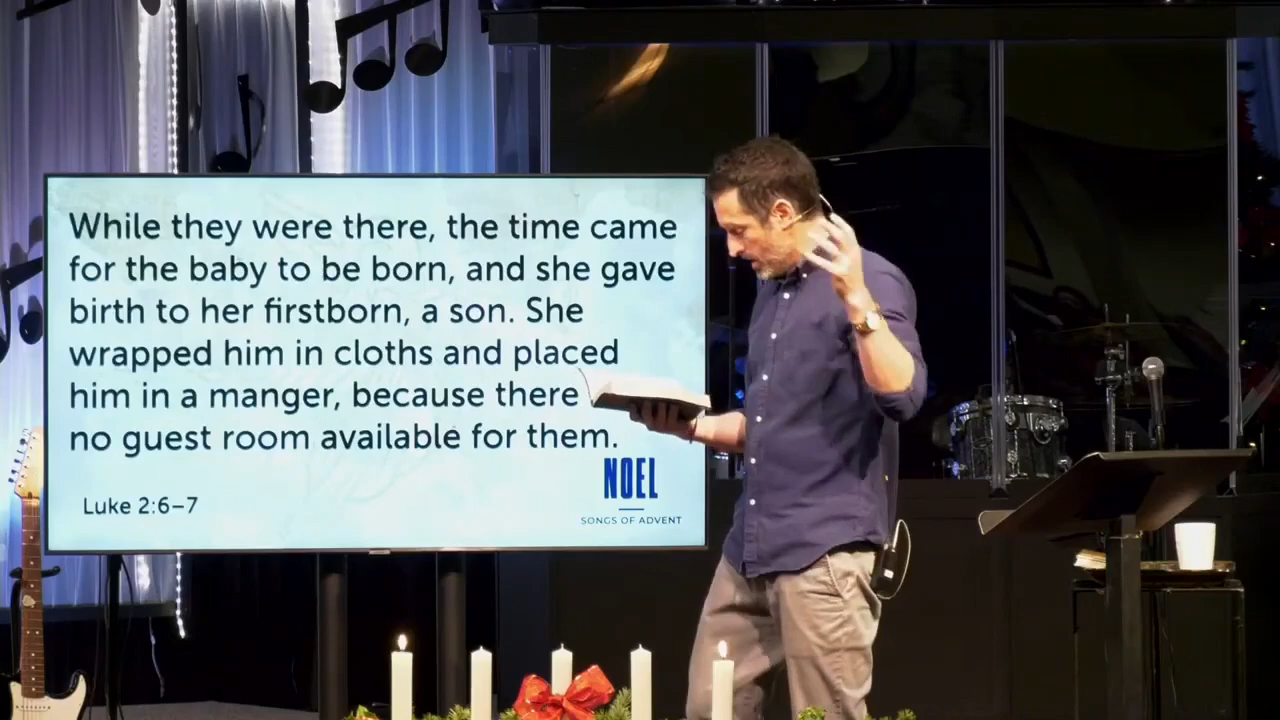 While they were there, the time came
for the baby to be born, and she gave
birth to her firstborn, a son. She
wrapped him in cloths and placed
him in a manger, because there
no guest room available for them.
Luke 2:6–7
NOEL
SONGS OF ADVENT